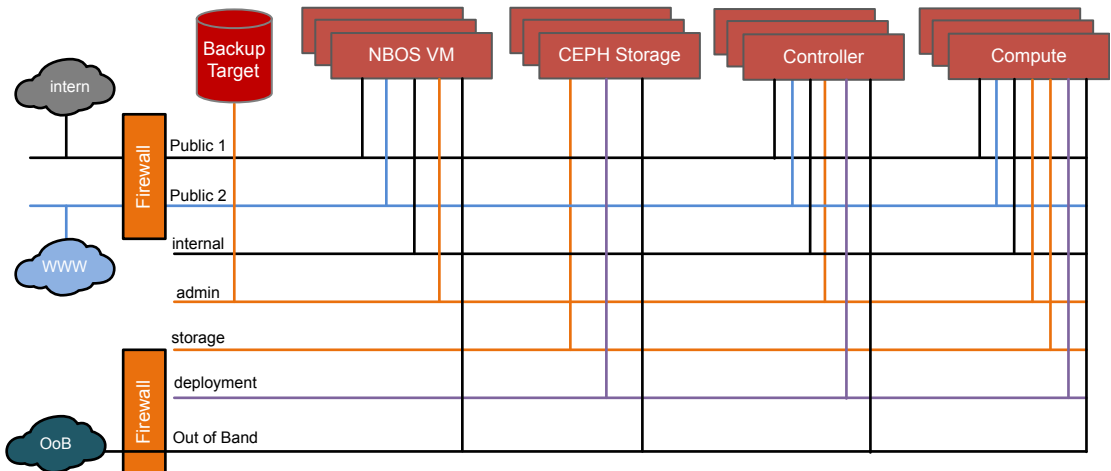 Backup
Target
NBOS VM
CEPH Storage
Controller
Compute
intern
Firewall
Public 1
Public 2
WWW
internal
admin
storage
deployment
Firewall
OoB
Out of Band